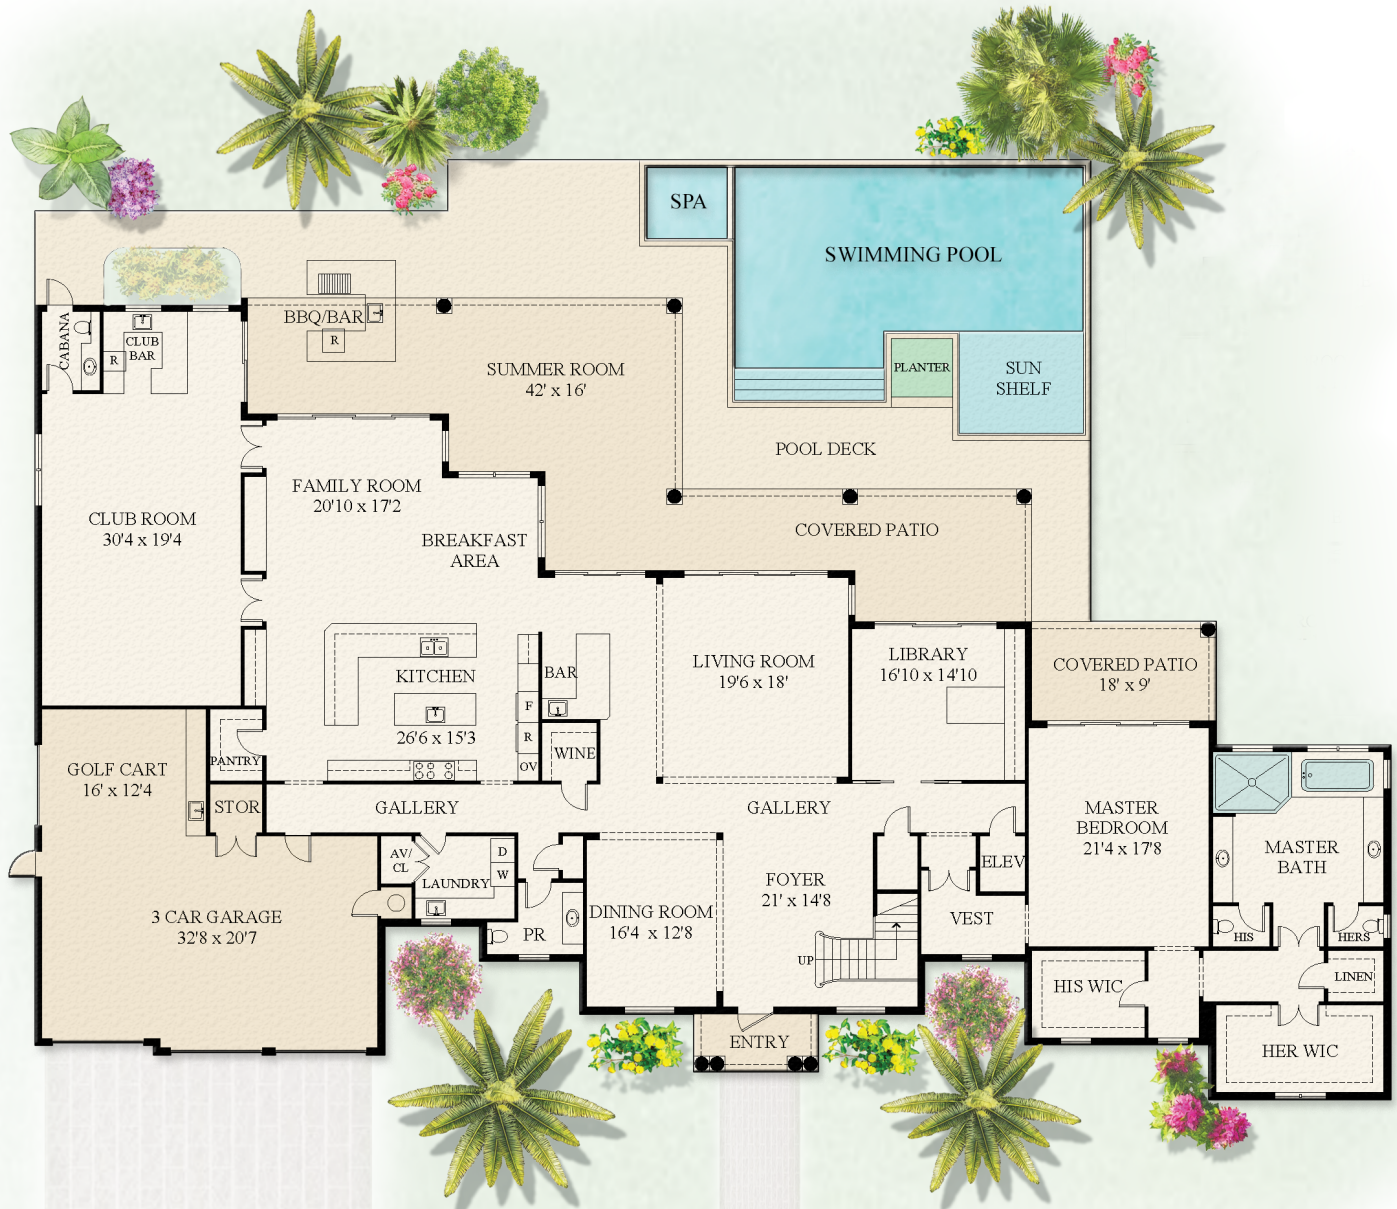 SPA
SWIMMING POOL
BBQ/BAR
R
CABANA
CLUB
BAR
R
SUMMER ROOM
42' x 16'
PLANTER
SUN
SHELF
POOL DECK
FAMILY ROOM
20'10 x 17'2
CLUB ROOM
30'4 x 19'4
BREAKFAST
AREA
COVERED PATIO
LIVING ROOM
19'6 x 18'
LIBRARY
16'10 x 14'10
COVERED PATIO
18' x 9'
KITCHEN
26'6 x 15'3
BAR
F
R
OV
WINE
PANTRY
GOLF CART
16' x 12'4
STOR
GALLERY
GALLERY
MASTER
BEDROOM
21'4 x 17'8
MASTER
BATH
AV/
CL
D
W
LAUNDRY
ELEV
FOYER
21' x 14'8
3 CAR GARAGE
32'8 x 20'7
PR
DINING ROOM
16'4 x 12'8
VEST
UP
HIS
HERS
HIS WIC
LINEN
ENTRY
HER WIC